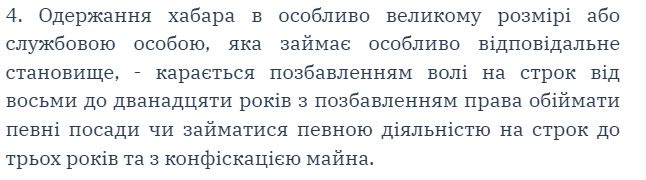 4. Одержання хабара в особливо великому розмірі або
службовою особою, яка займає особливо відповідальне
становище, - карається позбавленням волі на строк від
восьми до дванадцяти років з позбавленням права обіймати
певні посади чи займатися певною діяльністю на строк до
трьох років та з конфіскацією майна.